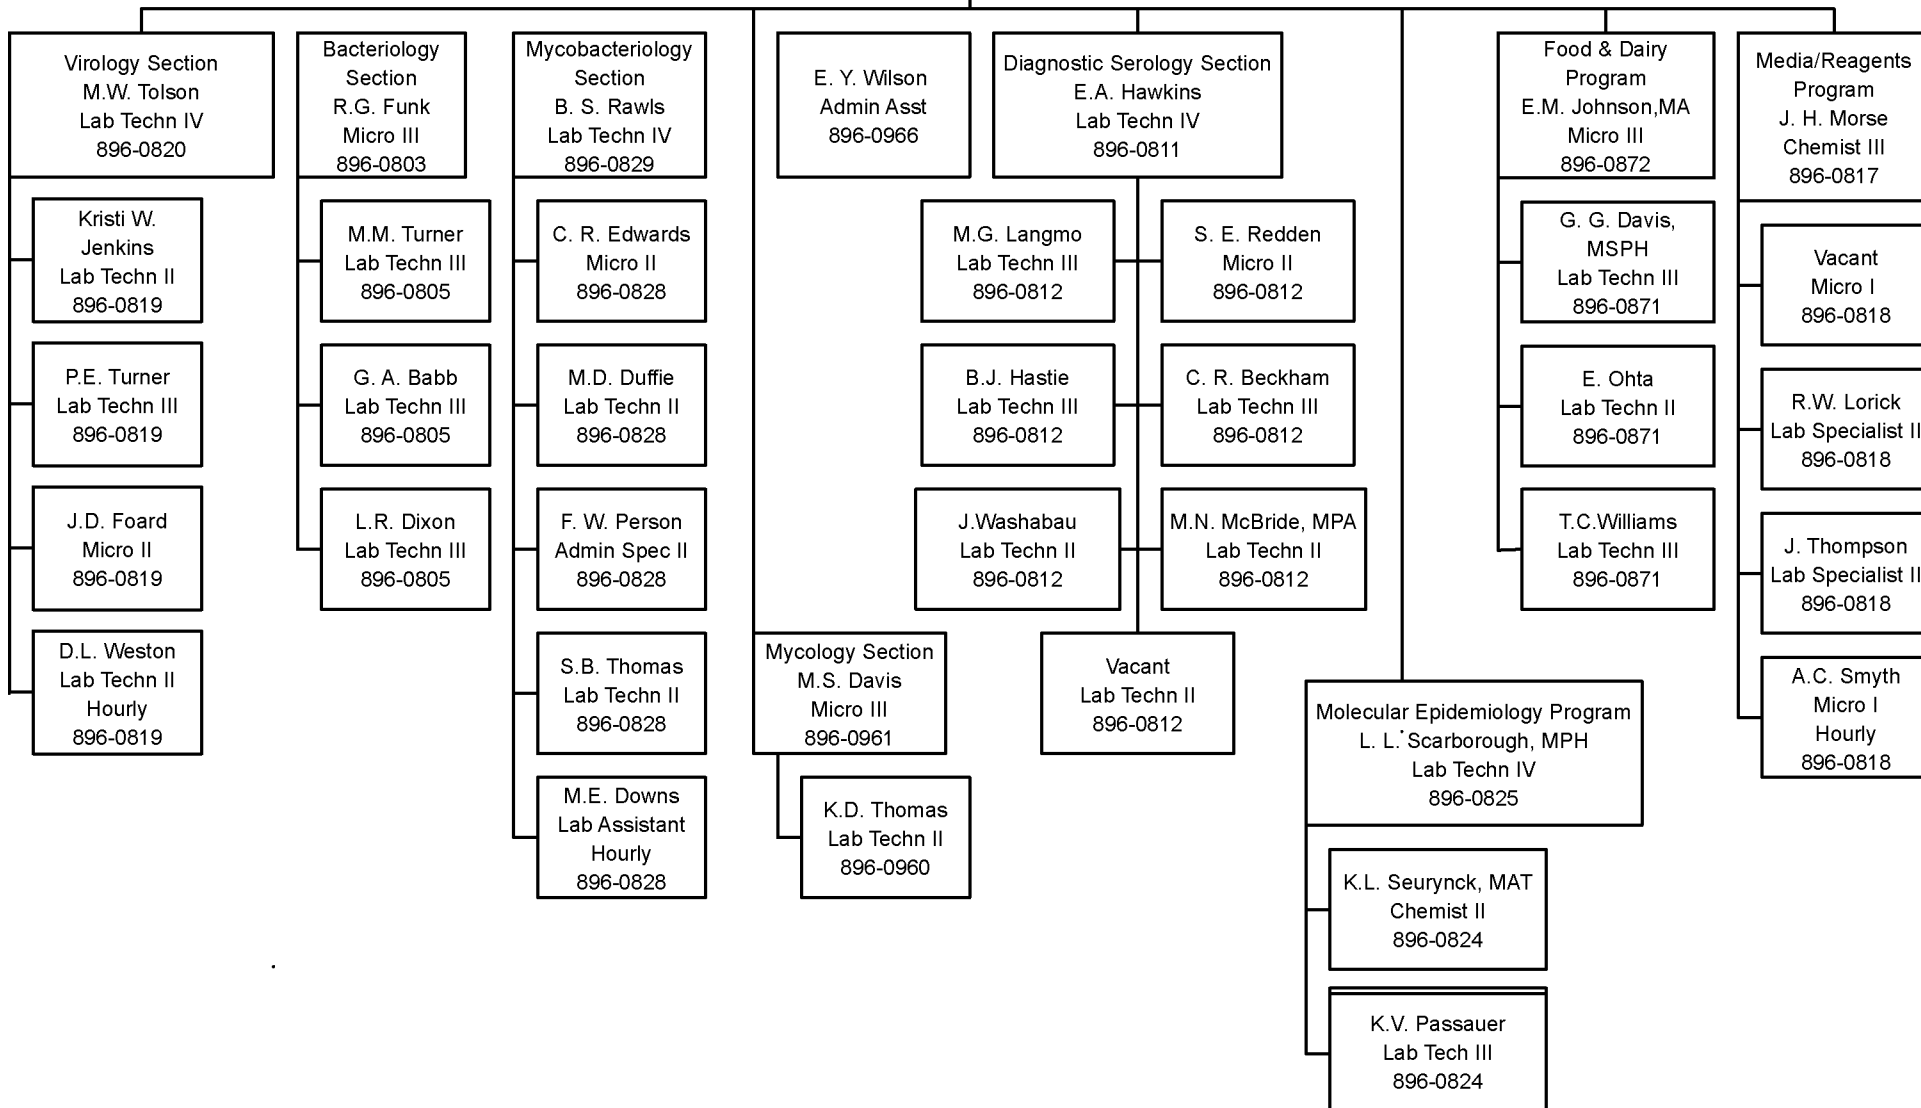 Virology Section
M.W. Tolson
Lab Techn IV
896-0820
Kristi W.
Jenkins
Lab Techn II
896-0819
P.E. Turner
Lab Techn III
896-0819
J.D. Foard
Micro II
896-0819
D.L. Weston
Lab Techn II
Hourly
896-0819
Bacteriology
Section
R.G. Funk
Micro III
896-0803
M.M. Turner
Lab Techn III
896-0805
G. A. Babb
Lab Techn III
896-0805
L.R. Dixon
Lab Techn III
896-0805
Mycobacteriology
Section
B. S. Rawls
Lab Techn IV
896-0829
C. R. Edwards
Micro II
896-0828
M.D. Duffie
Lab Techn II
896-0828
F. W. Person
Admin Spec II
896-0828
S.B. Thomas
Lab Techn II
896-0828
M.E. Downs
Lab Assistant
Hourly
896-0828
E. Y. Wilson
Admin Asst
896-0966
Mycology Section
M.S. Davis
Micro III
896-0961
K.D. Thomas
Lab Techn II
896-0960
Diagnostic Serology Section
E.A. Hawkins
Lab Techn IV
896-0811
M.G. Langmo
Lab Techn III
896-0812
S. E. Redden
Micro II
896-0812
B.J. Hastie
Lab Techn III
896-0812
C. R. Beckham
Lab Techn III
896-0812
J.Washabau
Lab Techn II
896-0812
M.N. McBride, MPA
Lab Techn II
896-0812
Vacant
Lab Techn II
896-0812
Molecular Epidemiology Program
L. L. Scarborough, MPH
Lab Techn IV
896-0825
K.L. Seurynck, MAT
Chemist II
896-0824
K.V. Passauer
Lab Tech III
896-0824
Food & Dairy
Program
E.M. Johnson,MA
Micro III
896-0872
G. G. Davis,
MSPH
Lab Techn III
896-0871
E. Ohta
Lab Techn II
896-0871
T.C.Williams
Lab Techn III
896-0871
Media/Reagents
Program
J. H. Morse
Chemist III
896-0817
Vacant
Micro I
896-0818
R.W. Lorick
Lab Specialist II
896-0818
J. Thompson
Lab Specialist II
896-0818
A.C. Smyth
Micro I
Hourly
896-0818